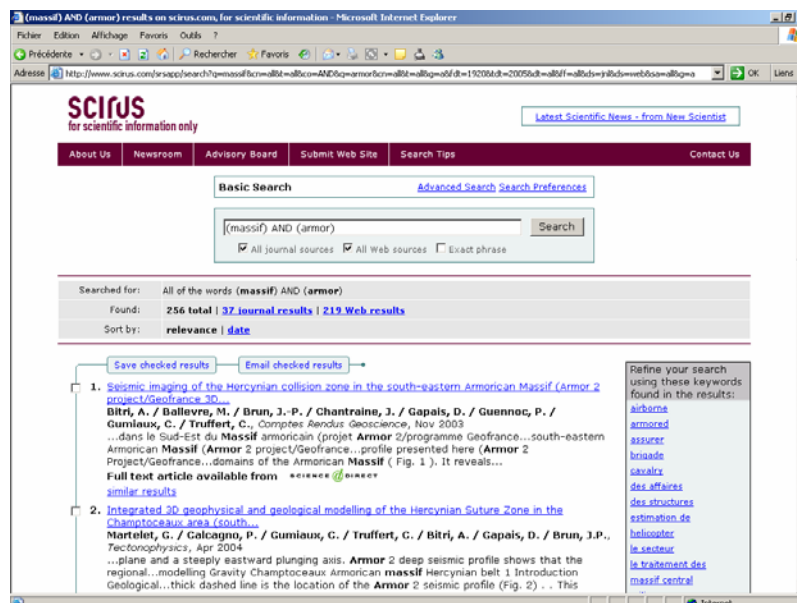 (massif) AND (armor) results on scirus.com, for scientific information - Microsoft Internet Explorer
Fichier Edition Affichage Favoris Outils ?
Précédente Rechercher Favoris
Adresse http://www.scirus.com/srsapp/search?q=massif&cn=all&t=all&co=AND&q=armor&cn=all&t=all&g=a&fdt=1920&tdt=2005&dt=all&ff=all&ds=jnl&ds=web&sa=all&g=a OK Liens
scirus
for scientific information only
Latest Scientific News - from New Scientist
About Us Newsroom Advisory Board Submit Web Site Search Tips Contact Us
Basic Search Advanced Search Search Preferences
(massif) AND (armor) Search
All journal sources All Web sources Exact phrase
Searched for: All of the words (massif) AND (armor)
Found: 256 total | 37 journal results | 219 Web results
Sort by: relevance | date
Save checked results Email checked results
1. Seismic imaging of the Hercynian collision zone in the south-eastern Armorican Massif (Armor 2
project/Geofrance 3D...
Bitri, A. / Ballevre, M. / Brun, J.-P. / Chantraine, J. / Gapais, D. / Guennoc, P. /
Gumiaux, C. / Truffert, C., Comptes Rendus Geoscience, Nov 2003
...dans le Sud-Est du Massif armoricain (projet Armor 2/programme Geofrance...south-eastern
Armorican Massif (Armor 2 project/Geofrance...profile presented here (Armor 2
Project/Geofrance...domains of the Armorican Massif ( Fig. 1 ). It reveals...
Full text article available from SCIENCE DIRECT
similar results
2. Integrated 3D geophysical and geological modelling of the Hercynian Suture Zone in the
Champtoceaux area (south...
Martelet, G. / Calcagno, P. / Gumiaux, C. / Truffert, C. / Bitri, A. / Gapais, D. / Brun, J.P.,
Tectonophysics, Apr 2004
...plane and a steeply eastward plunging axis. Armor 2 deep seismic profile shows that the
regional...modelling Gravity Champtoceaux Armorican massif Hercynian belt 1 Introduction
Geological...thick dashed line is the location of the Armor 2 seismic profile (Fig. 2) . . This
Refine your search
using these keywords
found in the results:
airborne
armored
assurer
brigade
cavalry
des affaires
des structures
estimation de
helicopter
le secteur
le traitement des
massif central
Internet